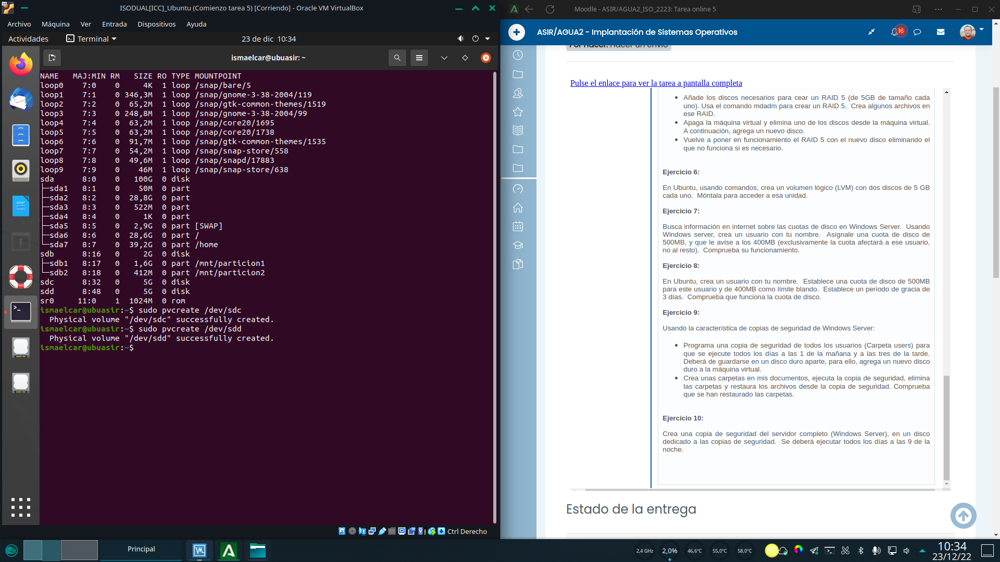 ISODUAL[ICC]_Ubuntu (Comienzo tarea 5) [Corriendo] - Oracle VM VirtualBox
Archivo Máquina Ver Entrada Dispositivos Ayuda
Actividades Terminal 23 de dic 10:34
ismaelcar@ubuasir: ~
NAME MAJ:MIN RM SIZE RO TYPE MOUNTPOINT
loop0 7:0 0 4K 1 loop /snap/bare/5
loop1 7:1 0 346,3M 1 loop /snap/gnome-3-38-2004/119
loop2 7:2 0 65,2M 1 loop /snap/gtk-common-themes/1519
loop3 7:3 0 248,8M 1 loop /snap/gnome-3-38-2004/99
loop4 7:4 0 63,2M 1 loop /snap/core20/1695
loop5 7:5 0 63,2M 1 loop /snap/core20/1738
loop6 7:6 0 91,7M 1 loop /snap/gtk-common-themes/1535
loop7 7:7 0 54,2M 1 loop /snap/snap-store/558
loop8 7:8 0 49,6M 1 loop /snap/snapd/17883
loop9 7:9 0 46M 1 loop /snap/snap-store/638
sda 8:0 0 100G 0 disk
├─sda1 8:1 0 50M 0 part
├─sda2 8:2 0 28,8G 0 part
├─sda3 8:3 0 522M 0 part
├─sda4 8:4 0 1K 0 part
├─sda5 8:5 0 2,9G 0 part [SWAP]
├─sda6 8:6 0 28,6G 0 part /
└─sda7 8:7 0 39,2G 0 part /home
sdb 8:16 0 2G 0 disk
├─sdb1 8:17 0 1,6G 0 part /mnt/particion1
└─sdb2 8:18 0 412M 0 part /mnt/particion2
sdc 8:32 0 5G 0 disk
sdd 8:48 0 5G 0 disk
sr0 11:0 1 1024M 0 rom
ismaelcar@ubuasir:~$ sudo pvcreate /dev/sdc
Physical volume "/dev/sdc" successfully created.
ismaelcar@ubuasir:~$ sudo pvcreate /dev/sdd
Physical volume "/dev/sdd" successfully created.
ismaelcar@ubuasir:~$
Ctrl Derecho
Moodle - ASIR/AGUA2_ISO_2223: Tarea online 5
ASIR/AGUA2 - Implantación de Sistemas Operativos
16
Por hacer: Hacer un envío
Pulse el enlace para ver la tarea a pantalla completa
Añade los discos necesarios para cear un RAID 5 (de 5GB de tamaño cada
uno). Usa el comando mdadm para crear un RAID 5. Crea algunos archivos en
ese RAID.
Apaga la máquina virtual y elimina uno de los discos desde la máquina virtual.
A continuación, agrega un nuevo disco.
Vuelve a poner en funcionamiento el RAID 5 con el nuevo disco eliminando el
que no funciona si es necesario.
Ejercicio 6:
En Ubuntu, usando comandos, crea un volumen lógico (LVM) con dos discos de 5 GB
cada uno. Móntala para acceder a esa unidad.
Ejercicio 7:
Busca información en internet sobre las cuotas de disco en Windows Server. Usando
Windows server, crea un usuario con tu nombre. Asígnale una cuota de disco de
500MB, y que le avise a los 400MB (exclusivamente la cuota afectará a ese usuario,
no al resto). Comprueba su funcionamiento.
Ejercicio 8:
En Ubuntu, crea un usuario con tu nombre. Establece una cuota de disco de 500MB
para este usuario y de 400MB como límite blando. Establece un período de gracia de
3 días. Comprueba que funciona la cuota de disco.
Ejercicio 9:
Usando la característica de copias de seguridad de Windows Server:
Programa una copia de seguridad de todos los usuarios (Carpeta users) para
que se ejecute todos los días a las 1 de la mañana y a las tres de la tarde.
Deberá de guardarse en un disco duro aparte, para ello, agrega un nuevo disco
duro a la máquina virtual.
Crea unas carpetas en mis documentos, ejecuta la copia de seguridad, elimina
las carpetas y restaura los archivos desde la copia de seguridad. Comprueba
que se han restaurado las carpetas.
Ejercicio 10:
Crea una copia de seguridad del servidor completo (Windows Server), en un disco
dedicado a las copias de seguridad. Se deberá ejecutar todos los días a las 9 de la
noche.
Estado de la entrega
Principal
2,4 GHz 2,0% 46,6°C 55,0°C 58,0°C
10:34
23/12/22